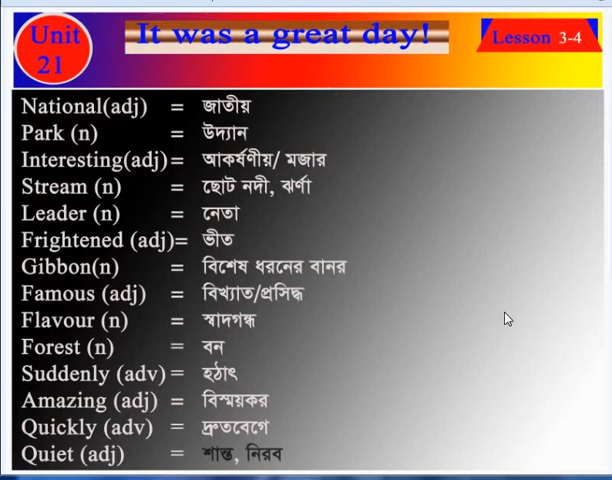 Unit
21
It was a great day!
Lesson 3-4
National(adj) = জাতীয়
Park (n) = উদ্যান
Interesting(adj)= আকর্ষণীয়/ মজার
Stream (n) = ছোট নদী, ঝর্ণা
Leader (n) = নেতা
Frightened (adj)= ভীত
Gibbon(n) = বিশেষ ধরনের বানর
Famous (adj) = বিখ্যাত/প্রসিদ্ধ
Flavour (n) = স্বাদগন্ধ
Forest (n) = বন
Suddenly (adv) = হঠাৎ
Amazing (adj) = বিস্ময়কর
Quickly (adv) = দ্রুতবেগে
Quiet (adj) = শান্ত, নিরব